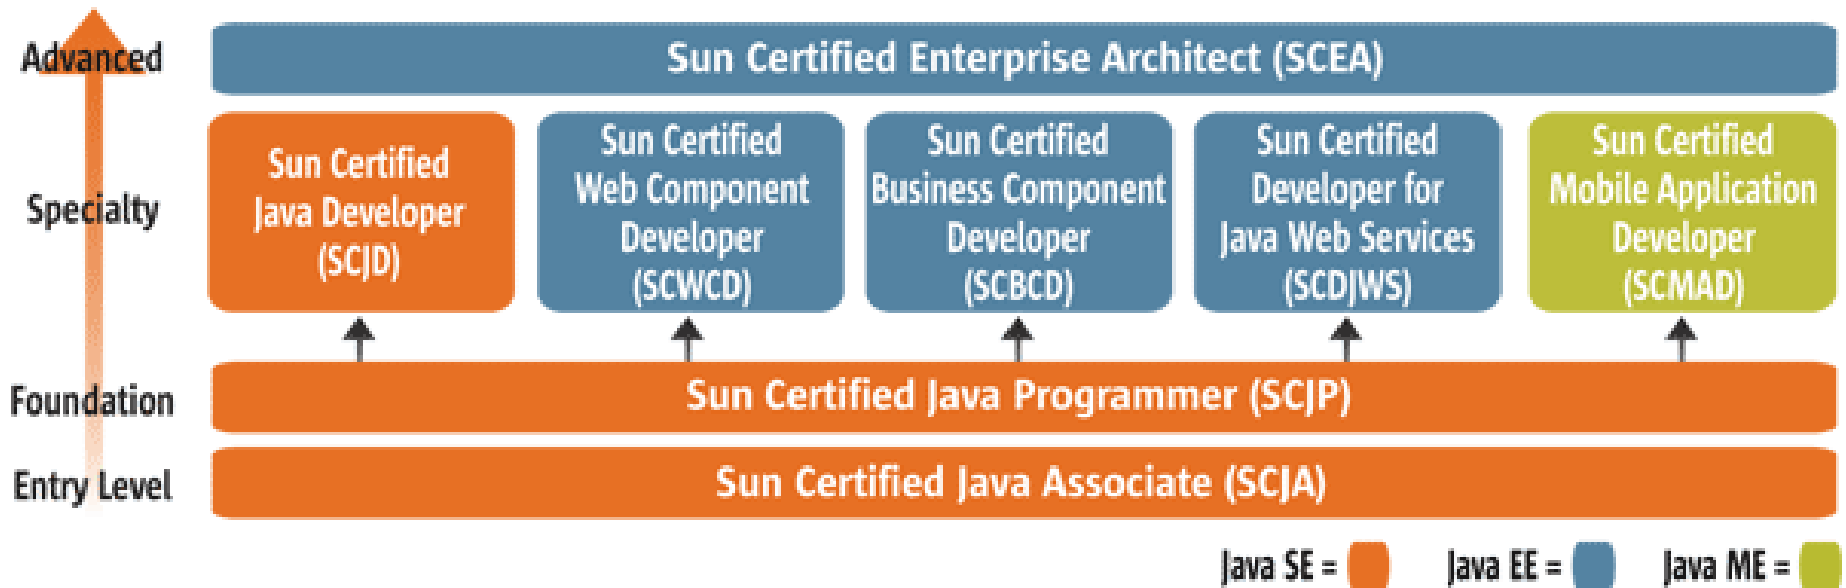 Advanced
Sun Certified Enterprise Architect (SCEA)
Specialty
Sun Certified
Java Developer
(SCJD)
Sun Certified
Web Component
Developer
(SCWCD)
Sun Certified
Business Component
Developer
(SCBCD)
Sun Certified
Developer for
Java Web Services
(SCDJWS)
Sun Certified
Mobile Application
Developer
(SCMAD)
Foundation
Sun Certified Java Programmer (SCJP)
Entry Level
Sun Certified Java Associate (SCJA)
Java SE =
Java EE =
Java ME =